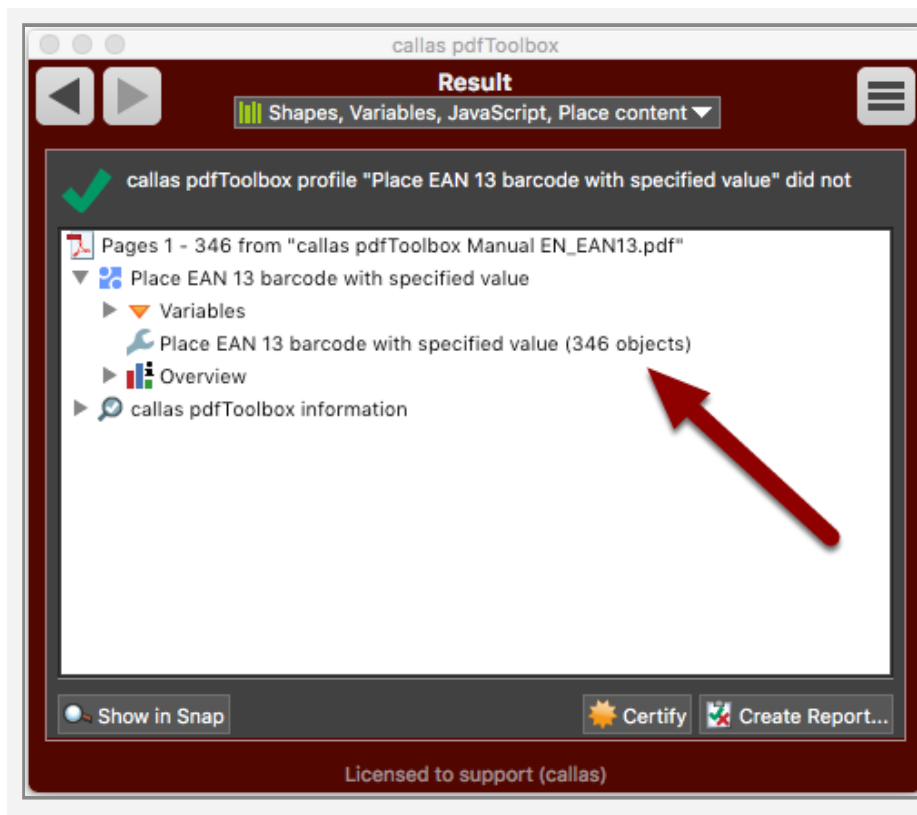 callas pdfToolbox
Result
Shapes, Variables, JavaScript, Place content
callas pdfToolbox profile "Place EAN 13 barcode with specified value" did not
Pages 1 - 346 from "callas pdfToolbox Manual EN_EAN13.pdf"
Place EAN 13 barcode with specified value
Variables
Place EAN 13 barcode with specified value (346 objects)
Overview
callas pdfToolbox information
Show in Snap
Certify
Create Report...
Licensed to support (callas)